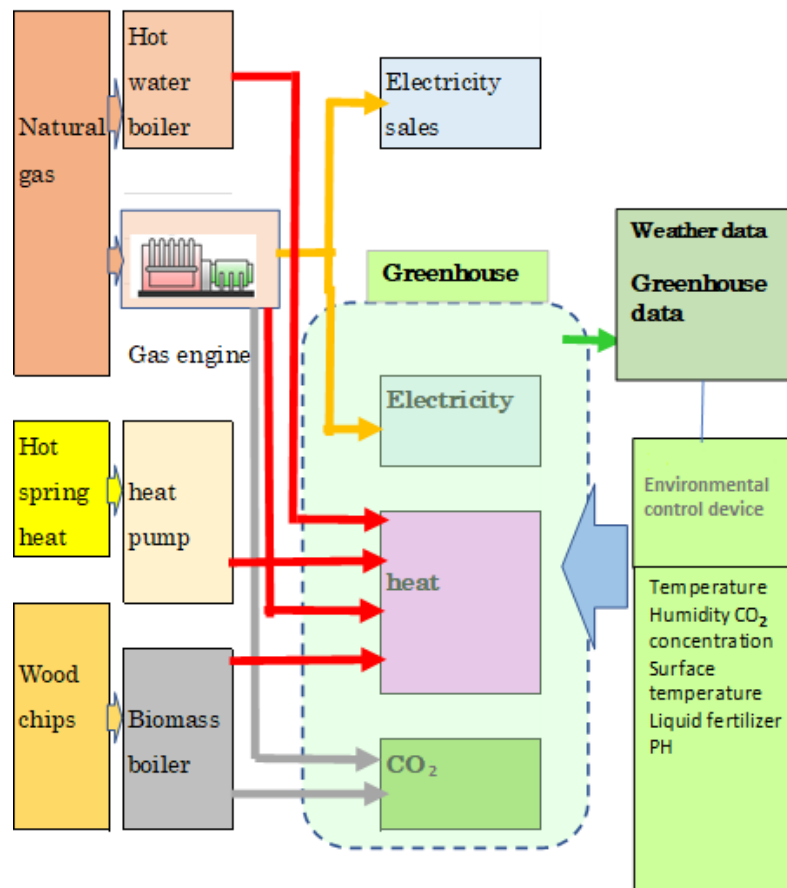 Hot
water
boiler
Natural
gas
Electricity
sales
Gas engine
Greenhouse
Weather data
Greenhouse
data
Electricity
Hot
spring
heat
heat
pump
heat
Environmental
control device
Temperature
Humidity CO₂
concentration
Surface
temperature
Liquid fertilizer
PH
Wood
chips
Biomass
boiler
CO₂